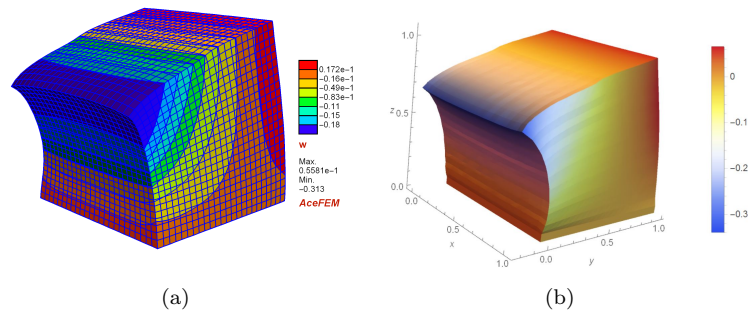 0.172e-1
-0.16e-1
-0.49e-1
-0.83e-1
-0.11
-0.15
-0.18
w
Max.
0.5581e-1
Min.
-0.313
AceFEM
(a)
1.0
z 0.5
0.0
0.0
0.5
x
1.0
0.0
0.5
y
1.0
0
-0.1
-0.2
-0.3
(b)